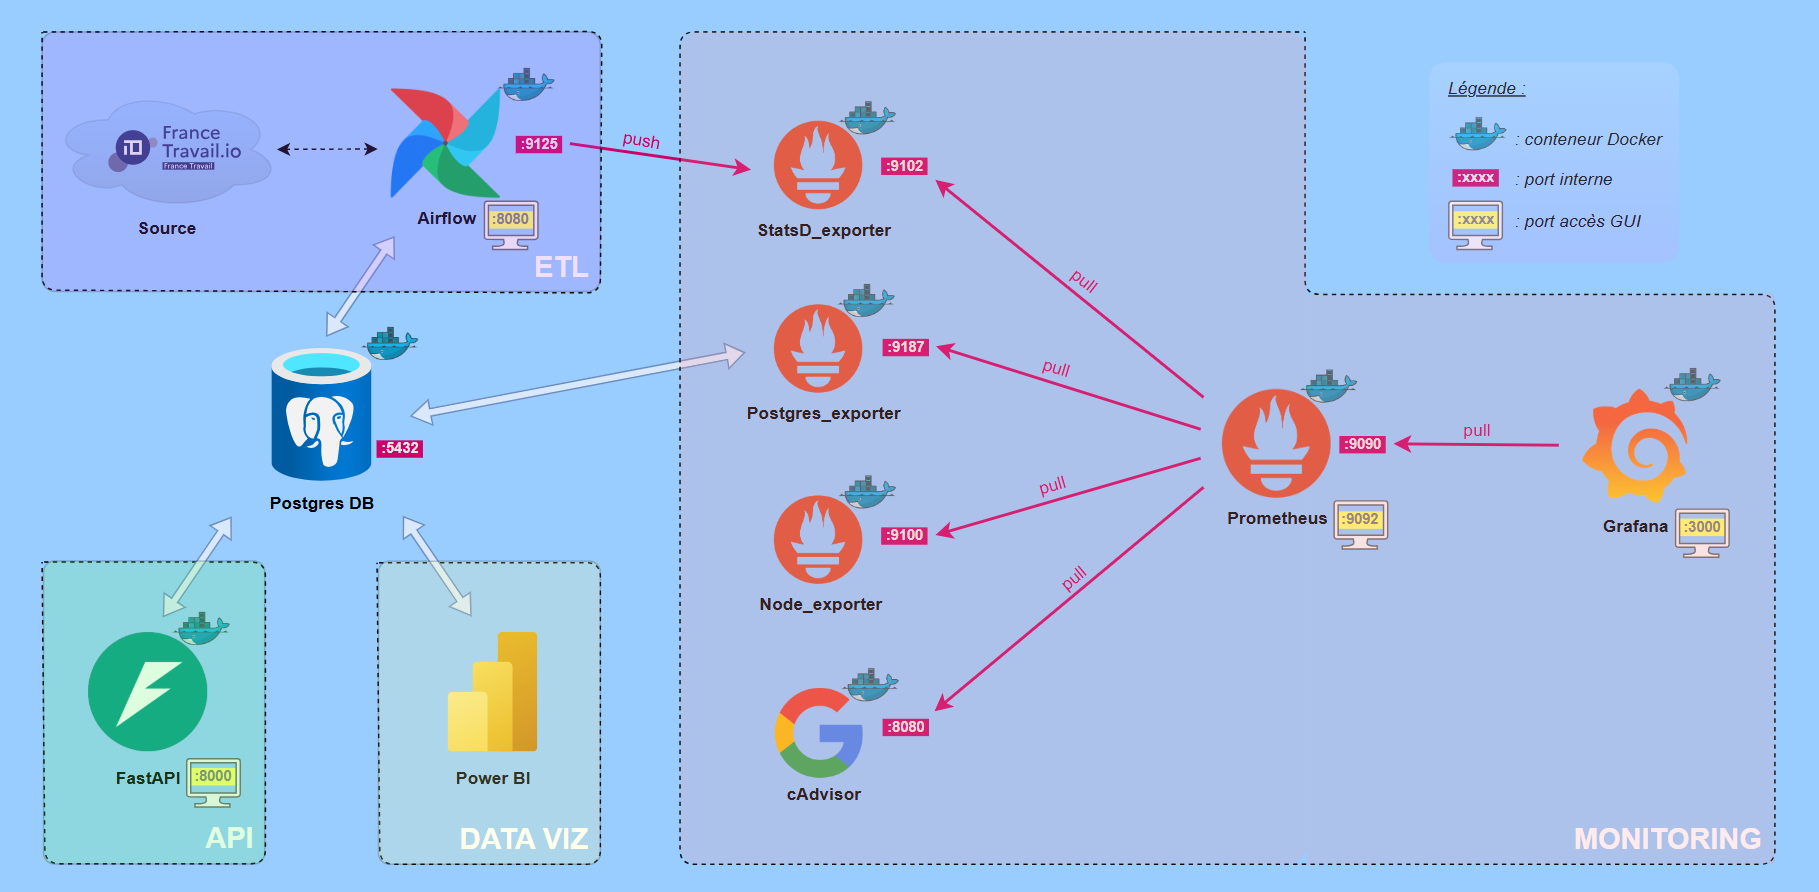 France
Travail.io
France Travail
Source
Airflow
:9125
:8080
ETL
push
StatsD_exporter
:9102
pull
Postgres_exporter
:9187
pull
Node_exporter
:9100
pull
cAdvisor
:8080
pull
Prometheus
:9090
:9092
pull
Grafana
:3000
MONITORING
Légende :
: conteneur Docker
:xxxx
: port interne
:xxxx
: port accès GUI
:5432
Postgres DB
FastAPI
:8000
API
Power BI
DATA VIZ